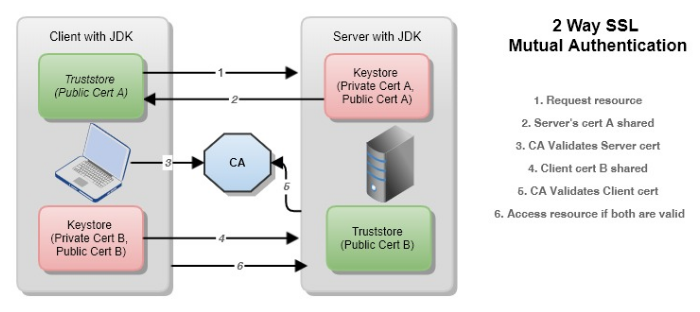 Client with JDK
Server with JDK
2 Way SSL
Mutual Authentication
Truststore
(Public Cert A)
1
2
Keystore
(Private Cert A,
Public Cert A)
1. Request resource
2. Server's cert A shared
3. CA Validates Server cert
4. Client cert B shared
5. CA Validates Client cert
6. Access resource if both are valid
3
CA
5
Keystore
(Private Cert B,
Public Cert B)
4
6
Truststore
(Public Cert B)